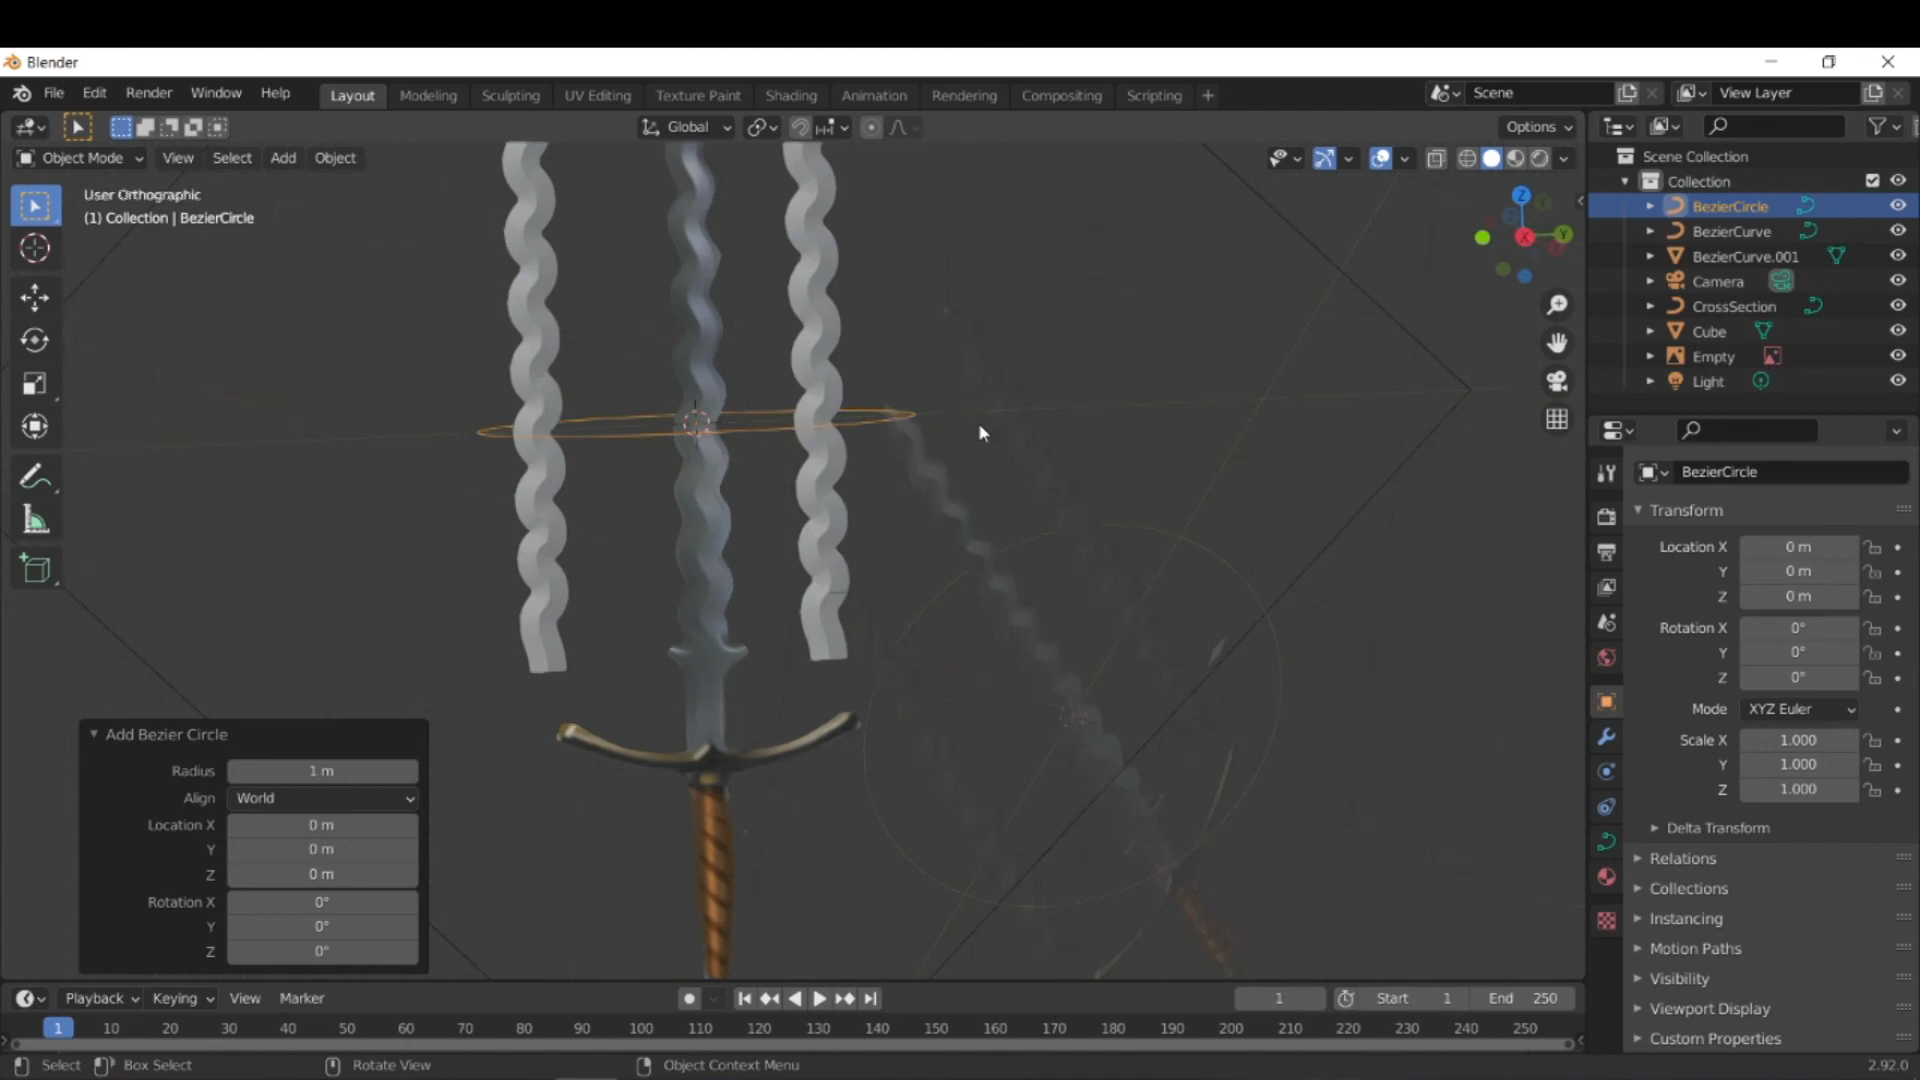 Blender
File Edit Render Window Help Layout Modeling Sculpting UV Editing Texture Paint Shading Animation Rendering Compositing Scripting + Scene View Layer
Global Options
Object Mode View Select Add Object
User Orthographic
(1) Collection | BezierCircle
Z
Y
X
Scene Collection
Collection
BezierCircle
BezierCurve
BezierCurve.001
Camera
CrossSection
Cube
Empty
Light
BezierCircle
Transform
Location X 0 m
Y 0 m
Z 0 m
Rotation X 0°
Y 0°
Z 0°
Mode XYZ Euler
Scale X 1.000
Y 1.000
Z 1.000
Delta Transform
Relations
Collections
Instancing
Motion Paths
Visibility
Viewport Display
Custom Properties
Add Bezier Circle
Radius 1 m
Align World
Location X 0 m
Y 0 m
Z 0 m
Rotation X 0°
Y 0°
Z 0°
Playback Keying View Marker 1 Start 1 End 250
1 10 20 30 40 50 60 70 80 90 100 110 120 130 140 150 160 170 180 190 200 210 220 230 240 250
Select Box Select Rotate View Object Context Menu 2.92.0